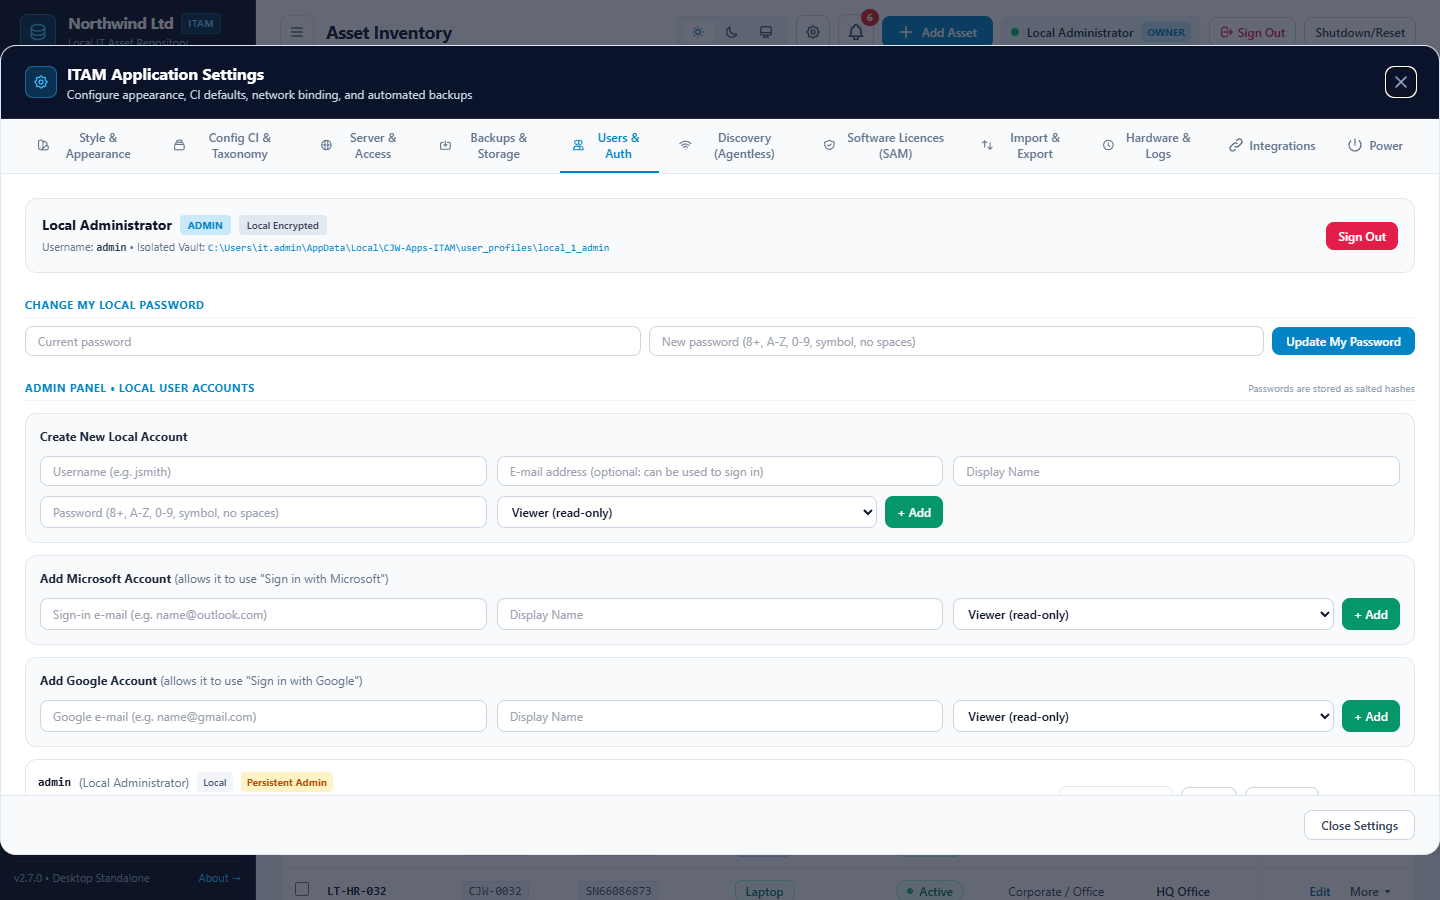 Northwind Ltd ITAM
Local IT Asset Repository
Asset Inventory
6
Add Asset
Local Administrator OWNER
Sign Out
Shutdown/Reset
ITAM Application Settings
Configure appearance, CI defaults, network binding, and automated backups
Style & Appearance
Config CI & Taxonomy
Server & Access
Backups & Storage
Users & Auth
Discovery (Agentless)
Software Licences (SAM)
Import & Export
Hardware & Logs
Integrations
Power
Local Administrator ADMIN Local Encrypted
Username: admin • Isolated Vault: C:\Users\it.admin\AppData\Local\CJW-Apps-ITAM\user_profiles\local_1_admin
Sign Out
CHANGE MY LOCAL PASSWORD
Current password
New password (8+, A-Z, 0-9, symbol, no spaces)
Update My Password
ADMIN PANEL • LOCAL USER ACCOUNTS
Passwords are stored as salted hashes
Create New Local Account
Username (e.g. jsmith)
E-mail address (optional: can be used to sign in)
Display Name
Password (8+, A-Z, 0-9, symbol, no spaces)
Viewer (read-only)
+ Add
Add Microsoft Account (allows it to use "Sign in with Microsoft")
Sign-in e-mail (e.g. name@outlook.com)
Display Name
Viewer (read-only)
+ Add
Add Google Account (allows it to use "Sign in with Google")
Google e-mail (e.g. name@gmail.com)
Display Name
Viewer (read-only)
+ Add
admin (Local Administrator) Local Persistent Admin
Close Settings
v2.7.0 • Desktop Standalone
About →
LT-HR-032
CJW-0032
SN66086873
Laptop
Active
Corporate / Office
HQ Office
Edit
More